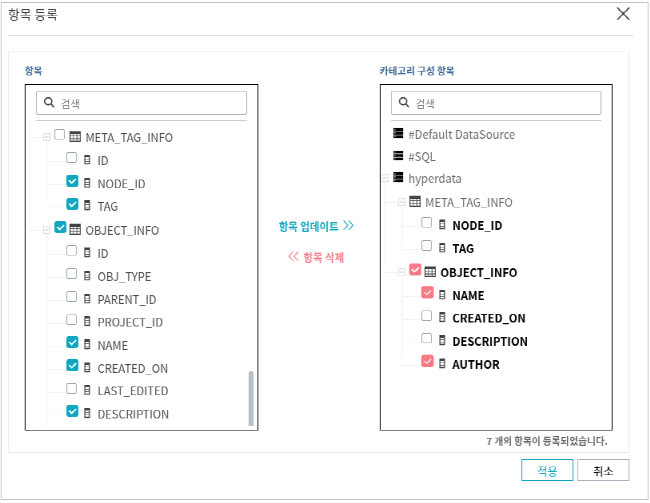 항목 등록
항목
검색
META_TAG_INFO
ID
NODE_ID
TAG
OBJECT_INFO
ID
OBJ_TYPE
PARENT_ID
PROJECT_ID
NAME
CREATED_ON
LAST_EDITED
DESCRIPTION
항목 업데이트
항목 삭제
카테고리 구성 항목
검색
#Default DataSource
#SQL
hyperdata
META_TAG_INFO
NODE_ID
TAG
OBJECT_INFO
NAME
CREATED_ON
DESCRIPTION
AUTHOR
7 개의 항목이 등록되었습니다.
적용 취소